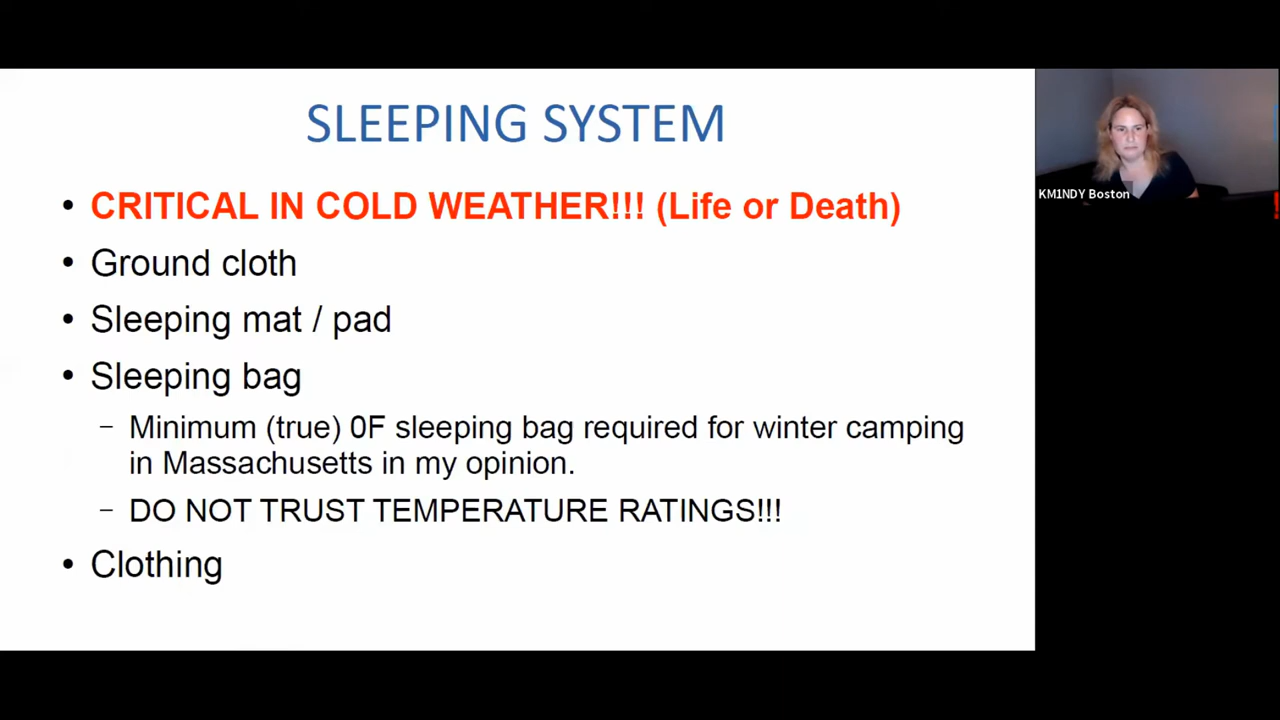 SLEEPING SYSTEM
• CRITICAL IN COLD WEATHER!!! (Life or Death)
• Ground cloth
• Sleeping mat / pad
• Sleeping bag
– Minimum (true) 0F sleeping bag required for winter camping
in Massachusetts in my opinion.
– DO NOT TRUST TEMPERATURE RATINGS!!!
• Clothing
KM1NDY Boston